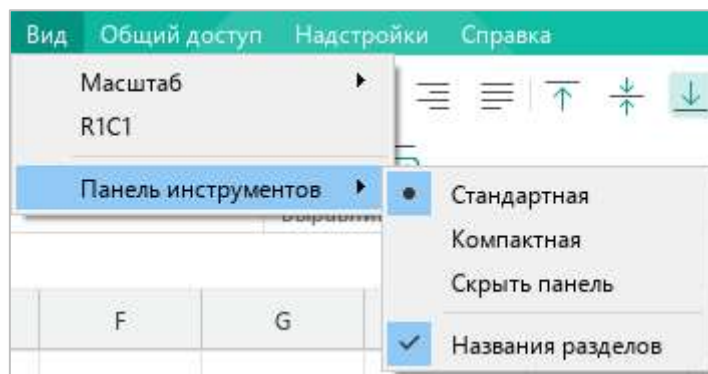 Вид Общий доступ Надстройки Справка
Масштаб
R1C1
Панель инструментов
Стандартная
Компактная
Скрыть панель
Названия разделов
F G